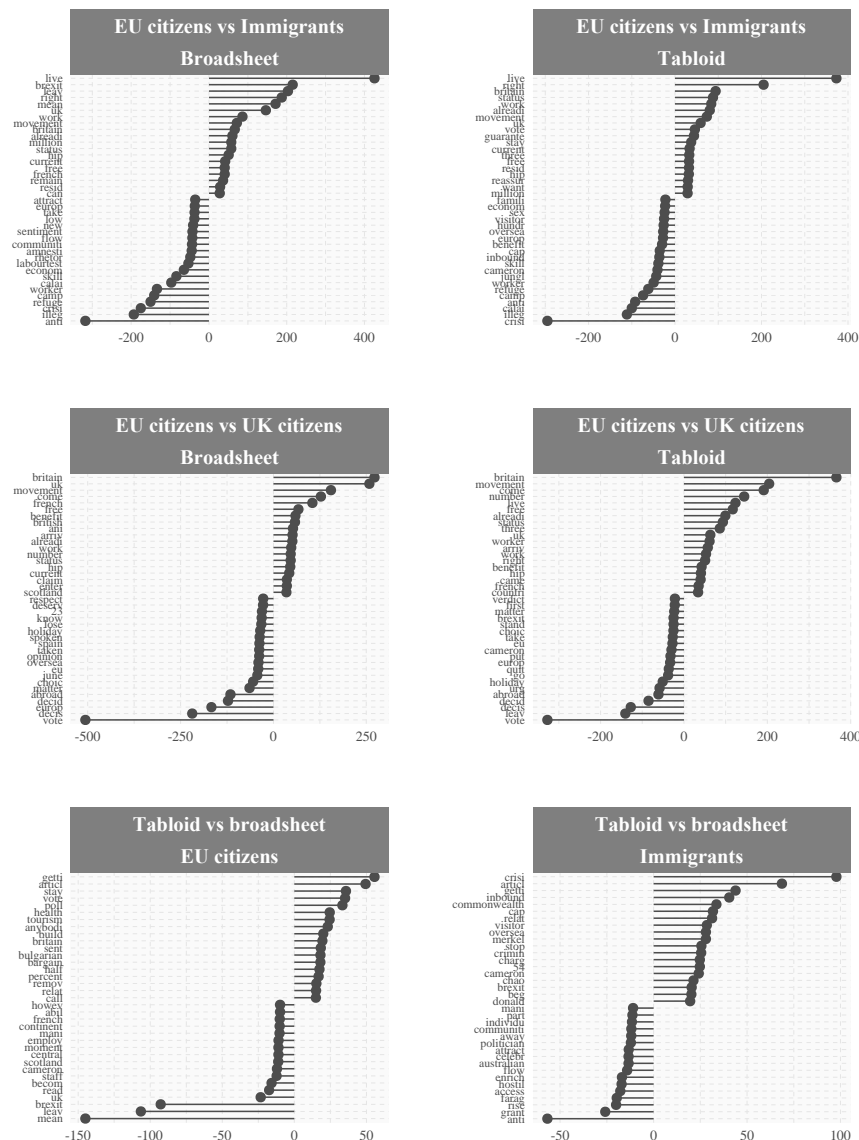 EU citizens vs Immigrants
Broadsheet
live
brexit
leav
right
mean
uk
work
movement
britain
alreadi
million
status
hip
current
free
french
remain
resid
can
attract
europ
take
low
new
sentiment
flow
communiti
amnesti
rhetor
labourtest
econom
skill
calai
worker
camp
refuge
crisi
illeg
anti
-200
0
200
400
EU citizens vs Immigrants
Tabloid
live
right
britain
status
work
alreadi
movement
uk
vote
guarante
stay
current
three
free
resid
hip
reassur
want
million
famili
econom
sex
visitor
hundr
oversea
europ
benefit
cap
inbound
skill
cameron
jungl
worker
refuge
camp
anti
calai
illeg
crisi
-200
0
200
400
EU citizens vs UK citizens
Broadsheet
britain
uk
movement
come
french
free
benefit
british
ani
arriv
alreadi
work
number
status
hip
current
claim
enter
scotland
respect
deserv
23
know
lose
holiday
spoken
spain
taken
opinion
oversea
eu
june
choic
matter
abroad
decid
europ
decis
vote
-500
-250
0
250
EU citizens vs UK citizens
Tabloid
britain
movement
come
number
live
free
alreadi
status
three
uk
worker
arriv
work
right
benefit
hip
came
french
countri
verdict
first
matter
brexit
stand
choic
take
eu
cameron
put
europ
quit
go
holiday
urg
abroad
decid
decis
leav
vote
-200
0
200
400
Tabloid vs broadsheet
EU citizens
getti
articl
stay
vote
poll
health
tourism
anybodi
build
britain
sent
bulgarian
bargain
half
percent
remov
relat
call
howev
abil
french
continent
mani
employ
moment
central
scotland
cameron
staff
becom
read
uk
brexit
leav
mean
-150
-100
-50
0
50
Tabloid vs broadsheet
Immigrants
crisi
articl
getti
inbound
commonwealth
cap
relat
visitor
oversea
merkel
stop
crimin
charg
54
cameron
chao
brexit
beg
donald
mani
part
individu
communiti
away
politician
attract
celebr
australian
flow
enrich
hostil
access
farag
rise
grant
anti
-50
0
50
100